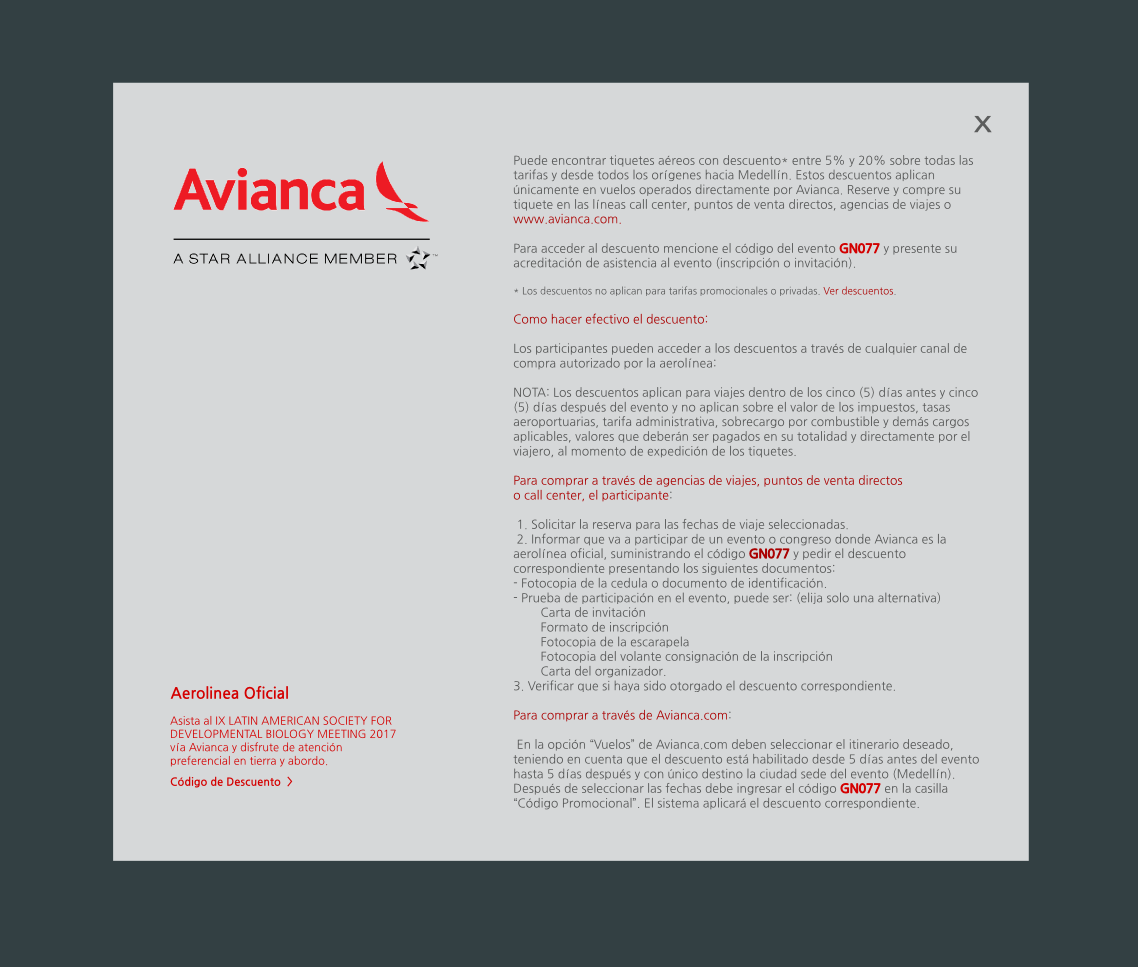 X
Avianca
A STAR ALLIANCE MEMBER
Aerolinea Oficial
Asista al IX LATIN AMERICAN SOCIETY FOR
DEVELOPMENTAL BIOLOGY MEETING 2017
vía Avianca y disfrute de atención
preferencial en tierra y abordo.
Código de Descuento >
Puede encontrar tiquetes aéreos con descuento* entre 5% y 20% sobre todas las
tarifas y desde todos los orígenes hacia Medellín. Estos descuentos aplican
únicamente en vuelos operados directamente por Avianca. Reserve y compre su
tiquete en las líneas call center, puntos de venta directos, agencias de viajes o
www.avianca.com.
Para acceder al descuento mencione el código del evento GN077 y presente su
acreditación de asistencia al evento (inscripción o invitación).
* Los descuentos no aplican para tarifas promocionales o privadas. Ver descuentos.
Como hacer efectivo el descuento:
Los participantes pueden acceder a los descuentos a través de cualquier canal de
compra autorizado por la aerolínea:
NOTA: Los descuentos aplican para viajes dentro de los cinco (5) días antes y cinco
(5) días después del evento y no aplican sobre el valor de los impuestos, tasas
aeroportuarias, tarifa administrativa, sobrecargo por combustible y demás cargos
aplicables, valores que deberán ser pagados en su totalidad y directamente por el
viajero, al momento de expedición de los tiquetes.
Para comprar a través de agencias de viajes, puntos de venta directos
o call center, el participante:
1. Solicitar la reserva para las fechas de viaje seleccionadas.
2. Informar que va a participar de un evento o congreso donde Avianca es la
aerolínea oficial, suministrando el código GN077 y pedir el descuento
correspondiente presentando los siguientes documentos:
- Fotocopia de la cedula o documento de identificación.
- Prueba de participación en el evento, puede ser: (elija solo una alternativa)
Carta de invitación
Formato de inscripción
Fotocopia de la escarapela
Fotocopia del volante consignación de la inscripción
Carta del organizador.
3. Verificar que si haya sido otorgado el descuento correspondiente.
Para comprar a través de Avianca.com:
En la opción “Vuelos” de Avianca.com deben seleccionar el itinerario deseado,
teniendo en cuenta que el descuento está habilitado desde 5 días antes del evento
hasta 5 días después y con único destino la ciudad sede del evento (Medellín).
Después de seleccionar las fechas debe ingresar el código GN077 en la casilla
“Código Promocional”. El sistema aplicará el descuento correspondiente.